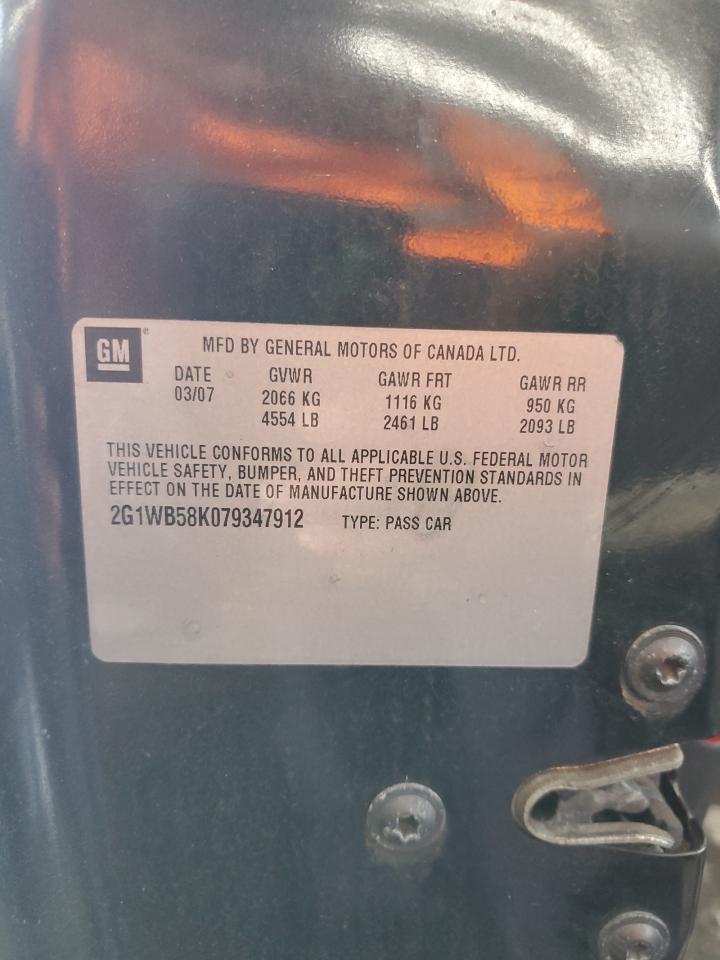 GM
MFD BY GENERAL MOTORS OF CANADA LTD.
DATE GVWR GAWR FRT GAWR RR
03/07 2066 KG 1116 KG 950 KG
4554 LB 2461 LB 2093 LB
THIS VEHICLE CONFORMS TO ALL APPLICABLE U.S. FEDERAL MOTOR
VEHICLE SAFETY, BUMPER, AND THEFT PREVENTION STANDARDS IN
EFFECT ON THE DATE OF MANUFACTURE SHOWN ABOVE.
2G1WB58K079347912 TYPE: PASS CAR